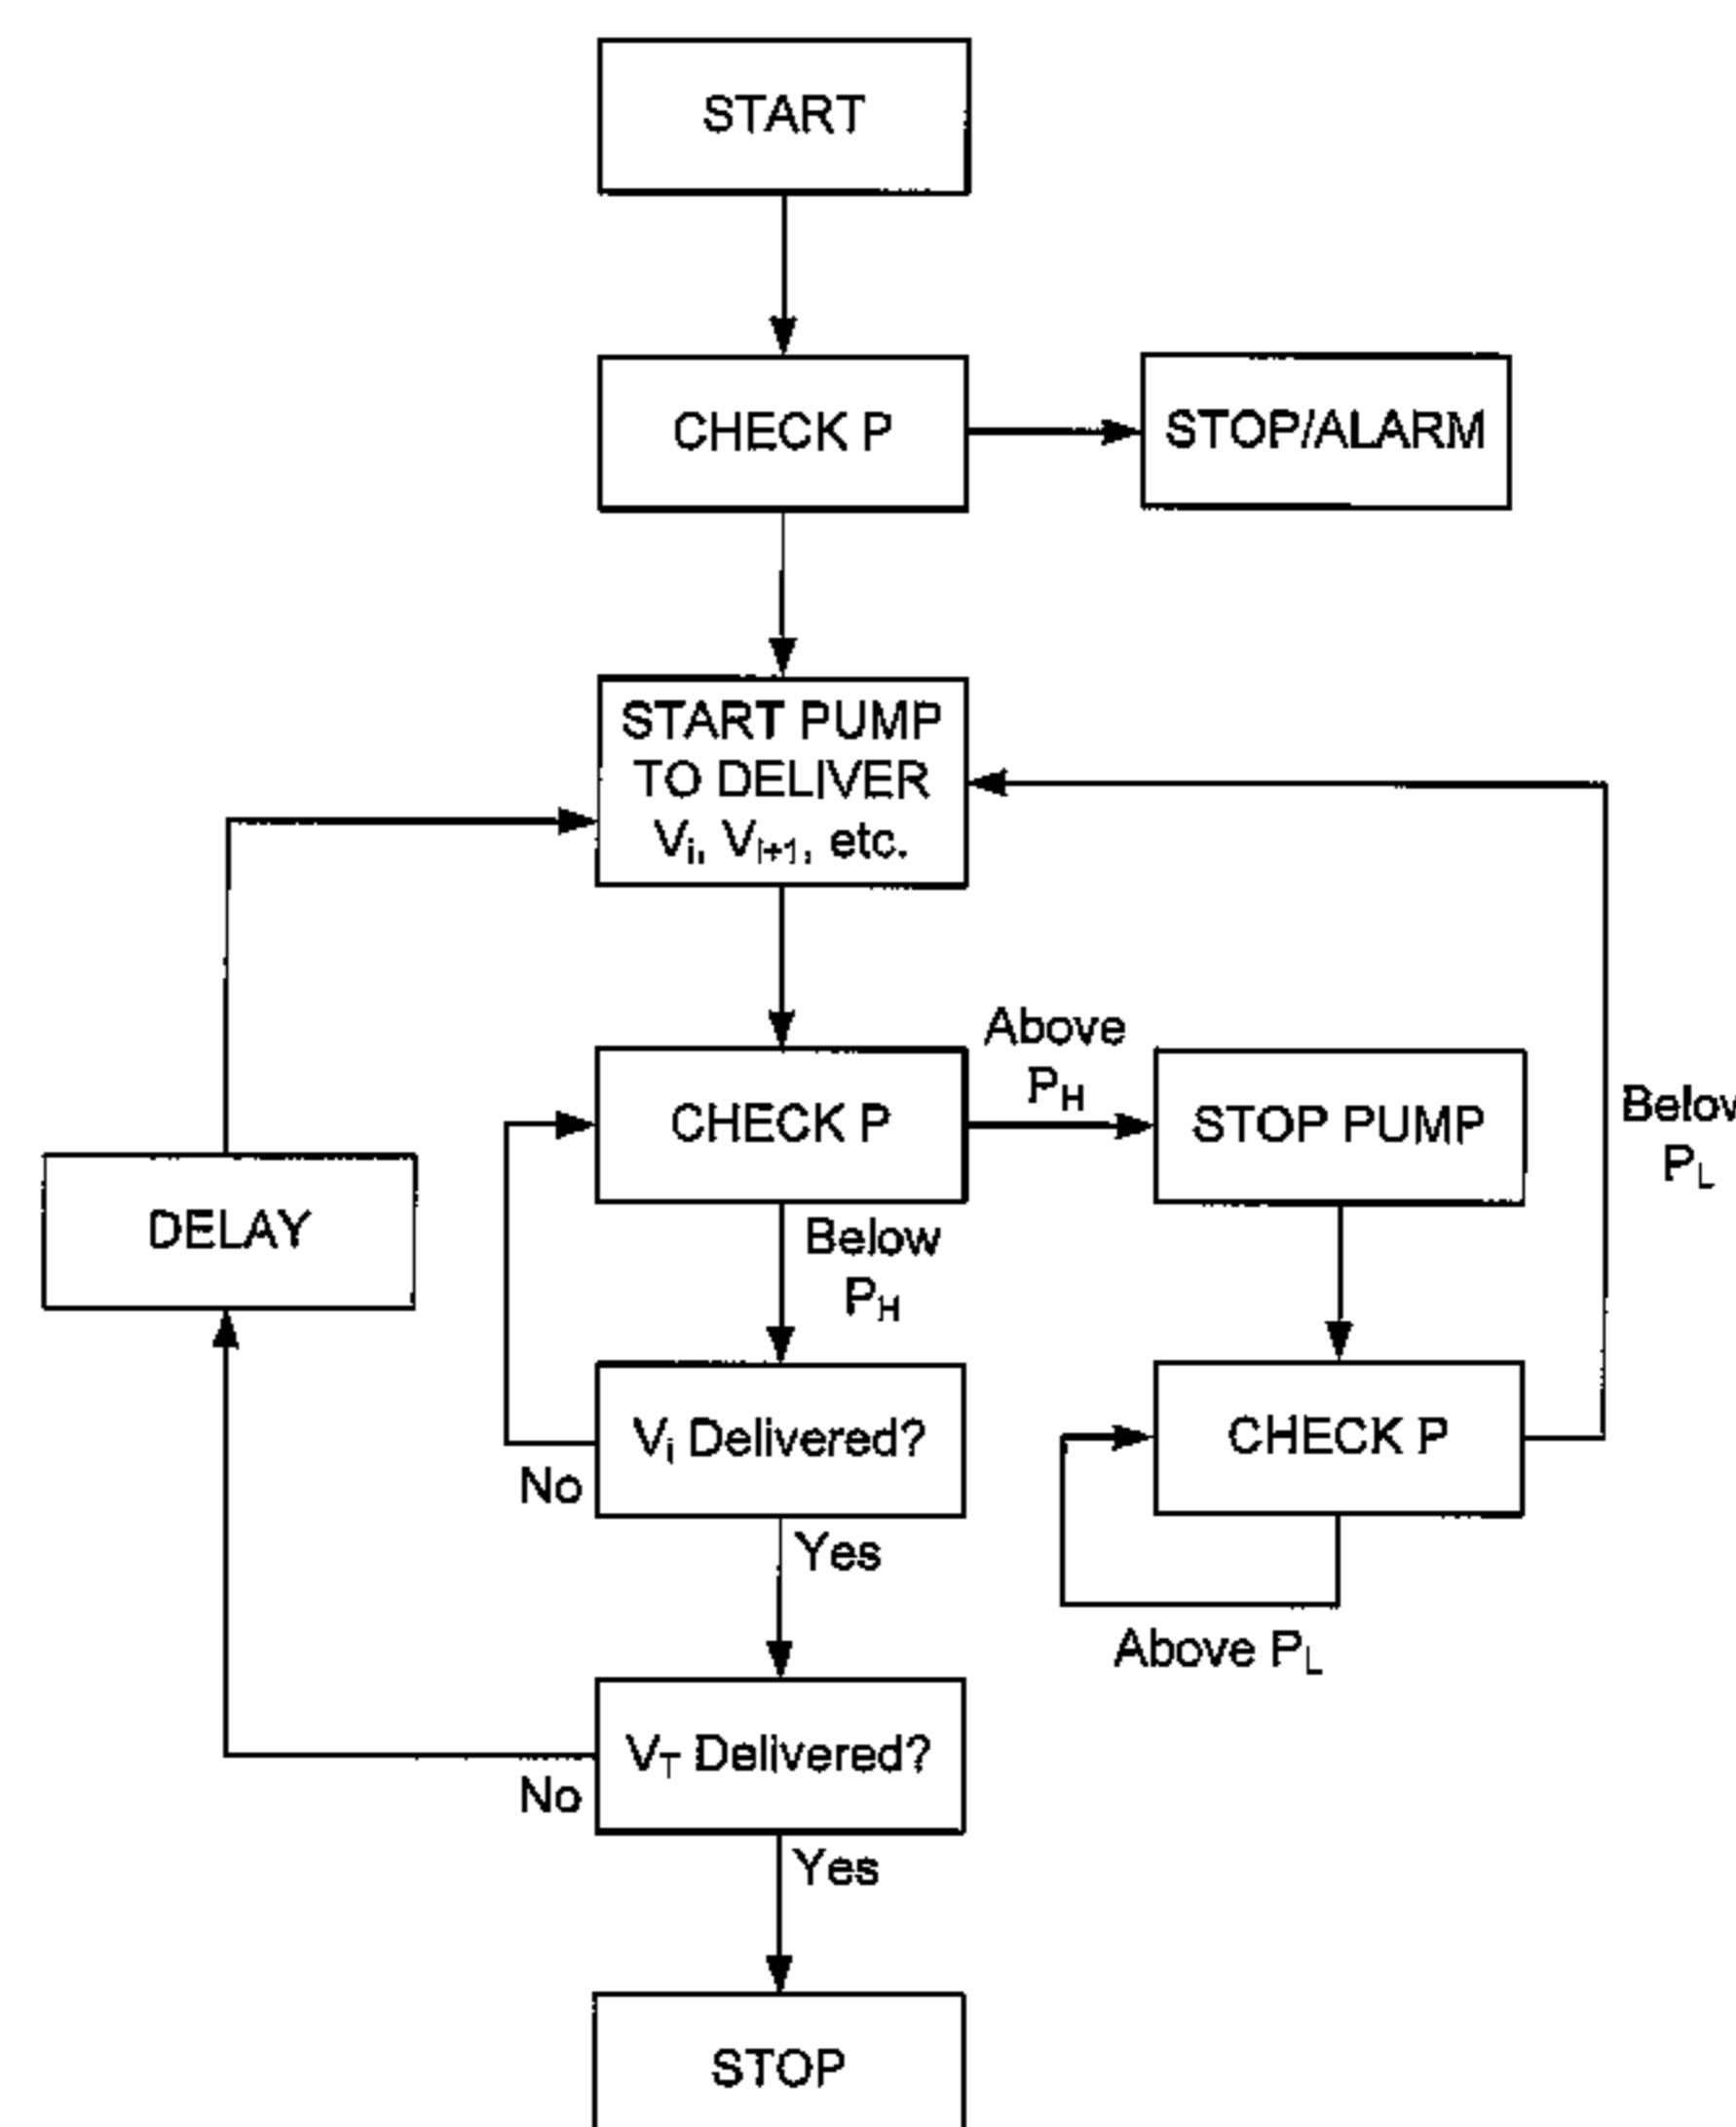 START
CHECK P
STOP/ALARM
START PUMP
TO DELIVER
Vi, Vi+1, etc.
Above
PH
CHECK P
STOP PUMP
Below
PL
DELAY
Below
PH
Vi Delivered?
No
CHECK P
Yes
Above PL
VT Delivered?
No
Yes
STOP